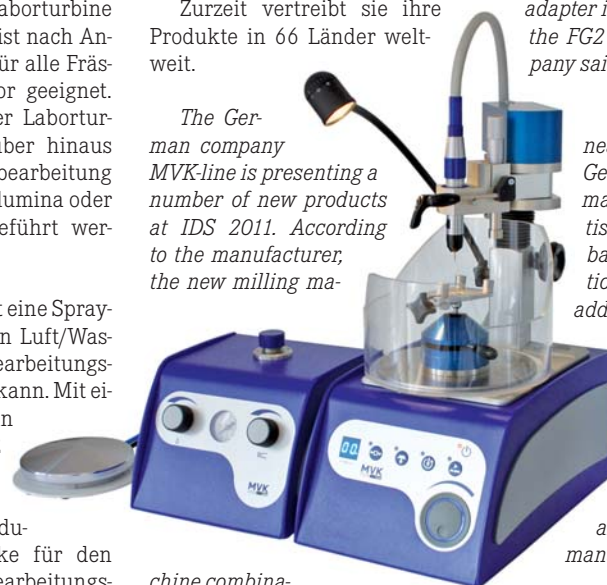 aborturbine
ist nach An-
ür alle Fräs-
or geeignet.
er Labortur-
über hinaus
bearbeitung
lumina oder
eführt wer-
t eine Spray-
n Luft/Was-
earbeitungs-
kann. Mit ei-
n
du-
ke für den
earbeitungs-
Zurzeit vertreibt sie ihre
Produkte in 66 Länder welt-
weit.
The Ger-
man company
MVK-line is presenting a
number of new products
at IDS 2011. According
to the manufacturer,
the new milling ma-
chine combina-
adapter i
the FG2
pany sai
nea
Ge
ma
tis
ba
tio
add
a
man
MVK
MVK
00